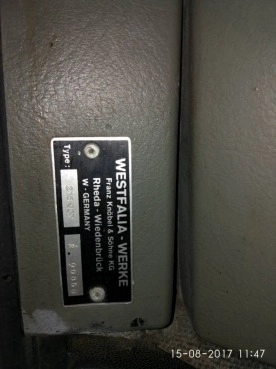 WESTFALIA-WERKE
Franz Knöbel & Söhne KG
Rheda-Wiedenbrück
W-GERMANY
Type:
15-08-2017 11:47